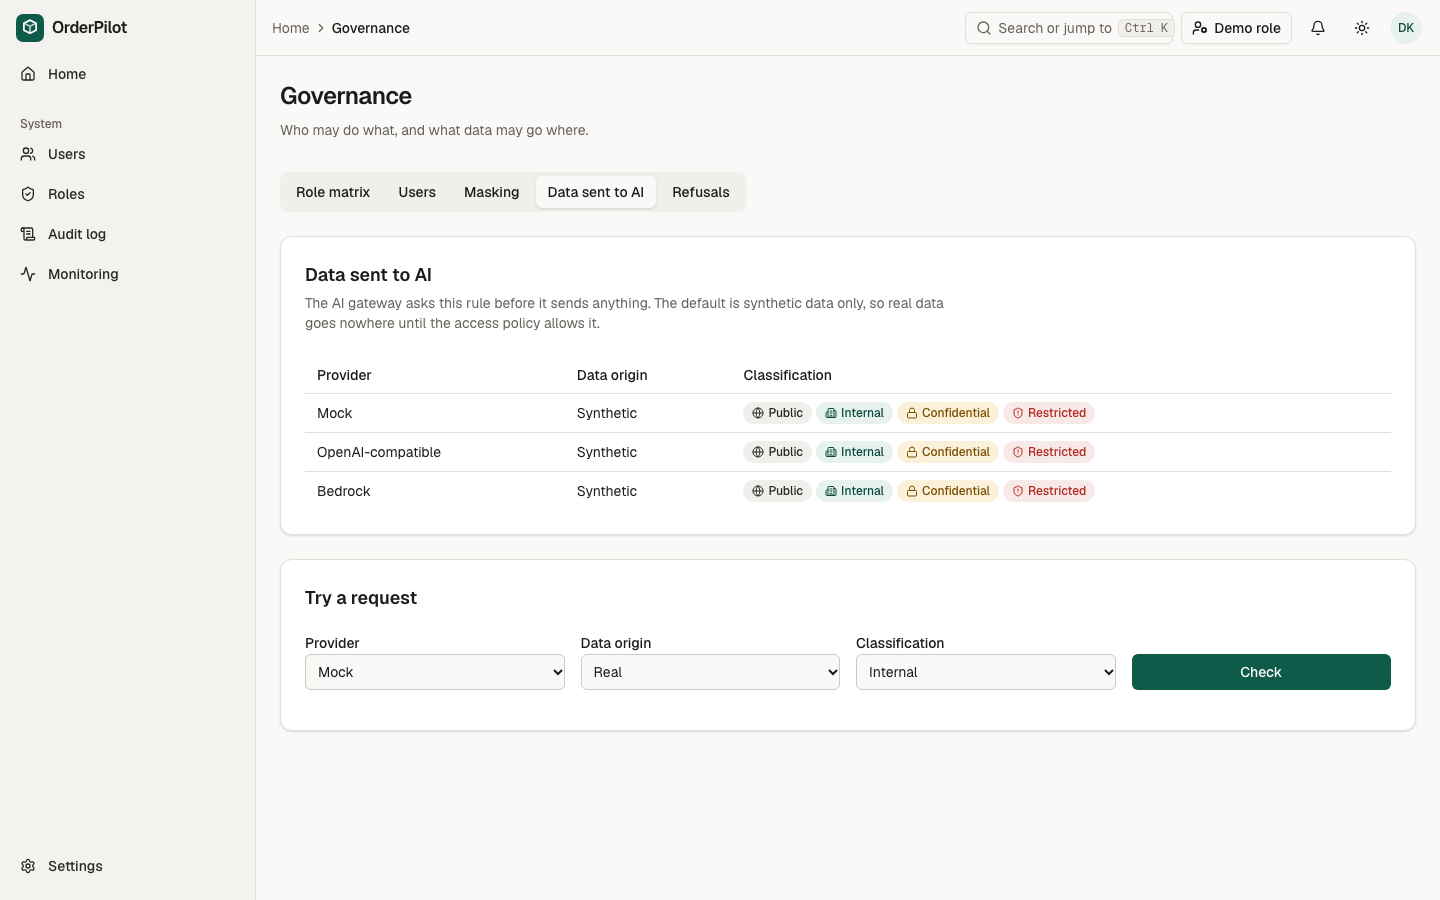 OrderPilot
Home
System
Users
Roles
Audit log
Monitoring
Settings
Home > Governance
Search or jump to Ctrl K
Demo role
DK
Governance
Who may do what, and what data may go where.
Role matrix Users Masking Data sent to AI Refusals
Data sent to AI
The AI gateway asks this rule before it sends anything. The default is synthetic data only, so real data
goes nowhere until the access policy allows it.
Provider Data origin Classification
Mock Synthetic Public Internal Confidential Restricted
OpenAI-compatible Synthetic Public Internal Confidential Restricted
Bedrock Synthetic Public Internal Confidential Restricted
Try a request
Provider Data origin Classification
Mock Real Internal Check